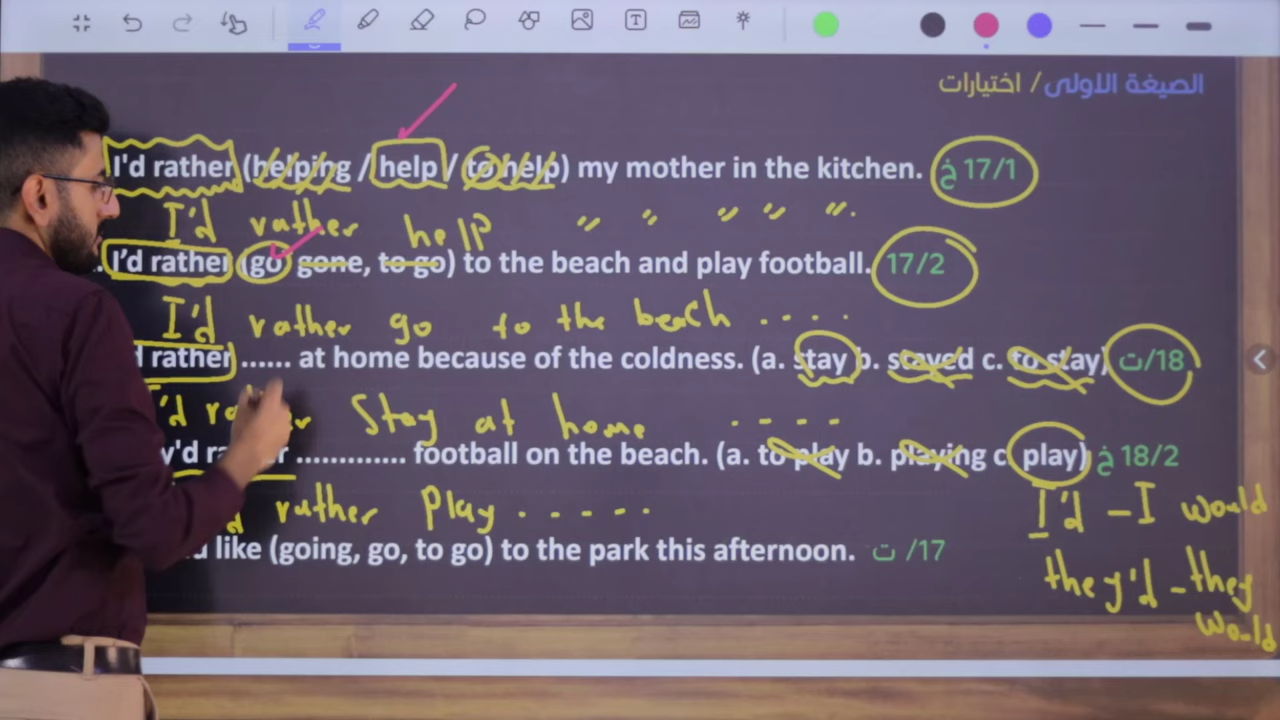 الصيغة الاولى / اختيارات
I'd rather (helping / help / to help) my mother in the kitchen. 17/1 خ
I'd rather help " " " " ".
I'd rather (go gone, to go) to the beach and play football. 17/2
I'd rather go to the beach ....
rather ...... at home because of the coldness. (a. stay b. stayed c. to stay) 18/ت
'd rather stay at home ....
y'd rather ............. football on the beach. (a. to play b. playing c play) 18/2 خ
rather play ......
I'd - I would
like (going, go, to go) to the park this afternoon. 17/ ت
they'd - they would